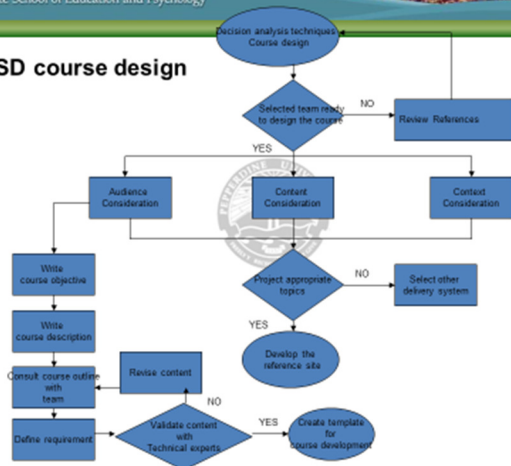 te School of Education and Psychology
SD course design
Decision analysis techniques
Course design
Selected team ready
to design the course
NO
Review References
YES
Audience
Consideration
Content
Consideration
Context
Consideration
Write
course objective
Project appropriate
topics
NO
Select other
delivery system
Write
course description
YES
Develop the
reference site
Consult course outline
with
team
Revise content
NO
Define requirement
Validate content
with
Technical experts
YES
Create template
for
course development